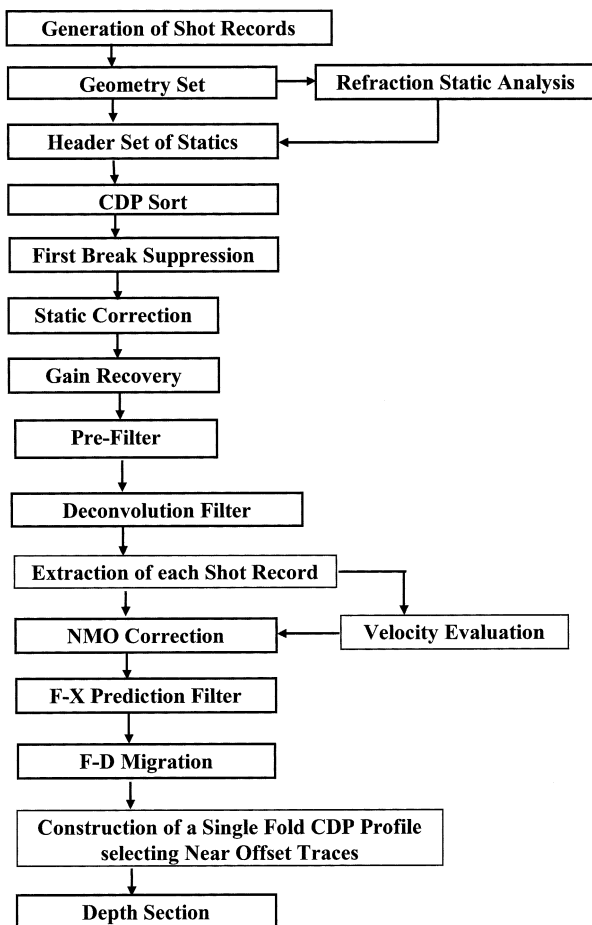 Generation of Shot Records
Geometry Set
Refraction Static Analysis
Header Set of Statics
CDP Sort
First Break Suppression
Static Correction
Gain Recovery
Pre-Filter
Deconvolution Filter
Extraction of each Shot Record
NMO Correction
Velocity Evaluation
F-X Prediction Filter
F-D Migration
Construction of a Single Fold CDP Profile
selecting Near Offset Traces
Depth Section